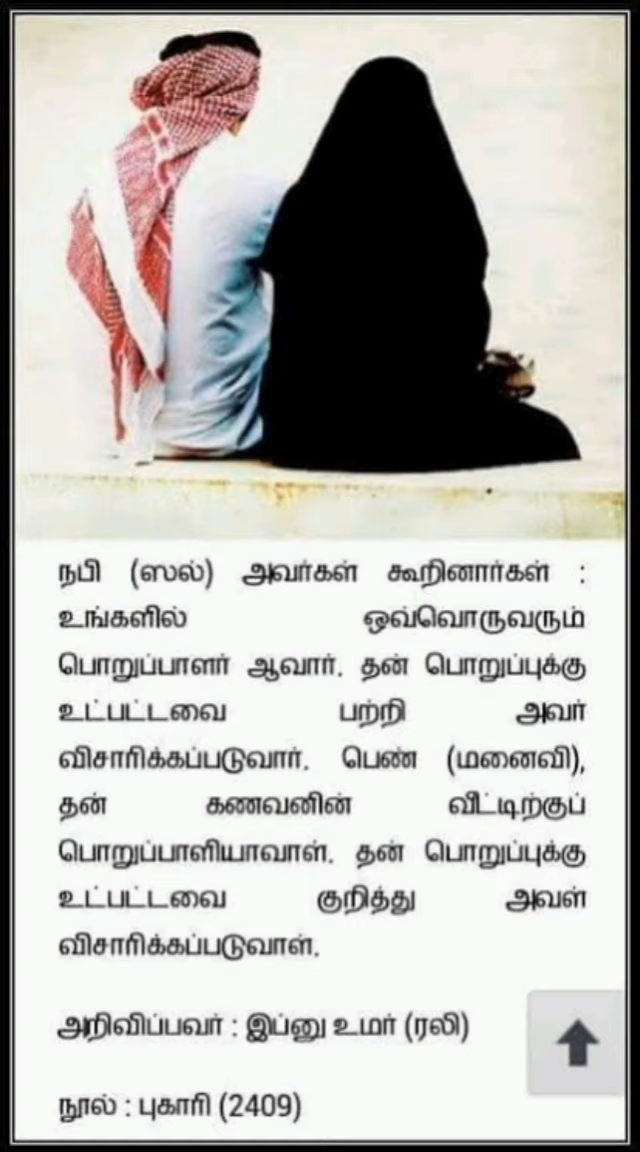 நபி (ஸல்) அவர்கள் கூறினார்கள் :
உங்களில் ஒவ்வொருவரும்
பொறுப்பாளர் ஆவார். தன் பொறுப்புக்கு
உட்பட்டவை பற்றி அவர்
விசாரிக்கப்படுவார். பெண் (மனைவி),
தன் கணவனின் வீட்டிற்குப்
பொறுப்பாளியாவாள். தன் பொறுப்புக்கு
உட்பட்டவை குறித்து அவள்
விசாரிக்கப்படுவாள்.
அறிவிப்பவர் : இப்னு உமர் (ரலி)
நூல் : புகாரி (2409)